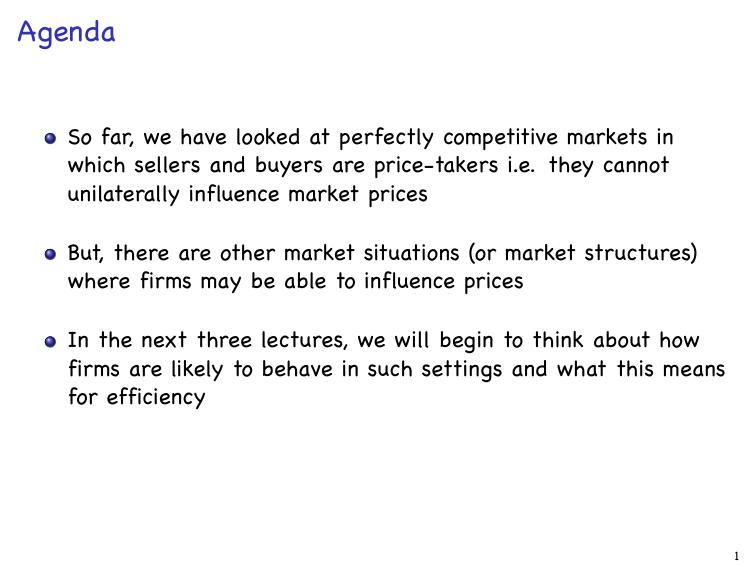 Agenda
So far, we have looked at perfectly competitive markets in
which sellers and buyers are price-takers i.e. they cannot
unilaterally influence market prices
But, there are other market situations (or market structures)
where firms may be able to influence prices
In the next three lectures, we will begin to think about how
firms are likely to behave in such settings and what this means
for efficiency
1